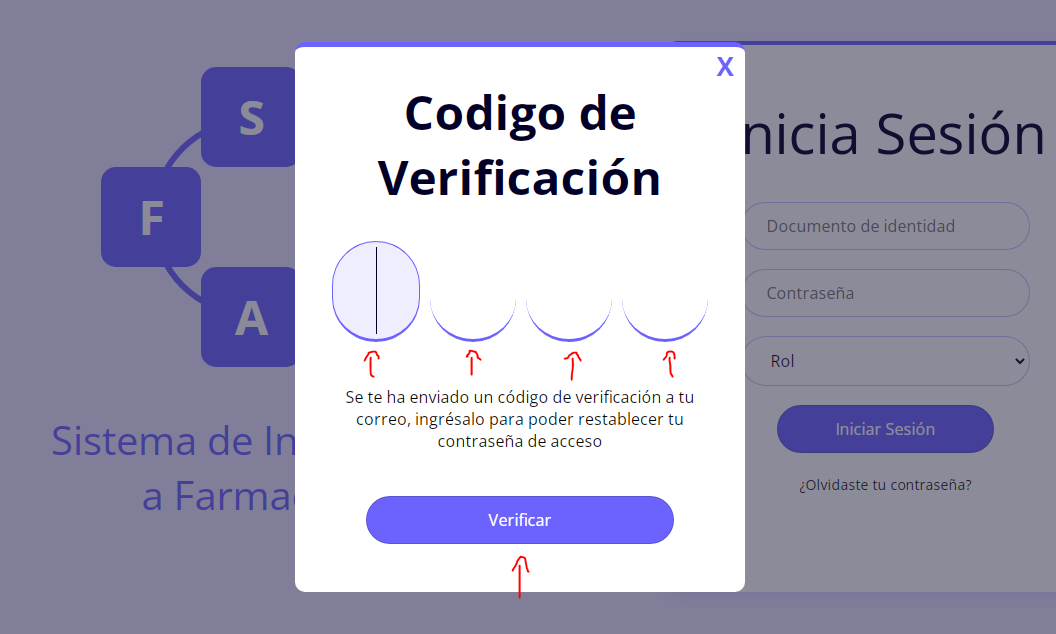 S
F
A
Sistema de In
a Farma
X
Codigo de
Verificación
Se te ha enviado un código de verificación a tu
correo, ingrésalo para poder restablecer tu
contraseña de acceso
Verificar
nicia Sesión
Documento de identidad
Contraseña
Rol
Iniciar Sesión
¿Olvidaste tu contraseña?